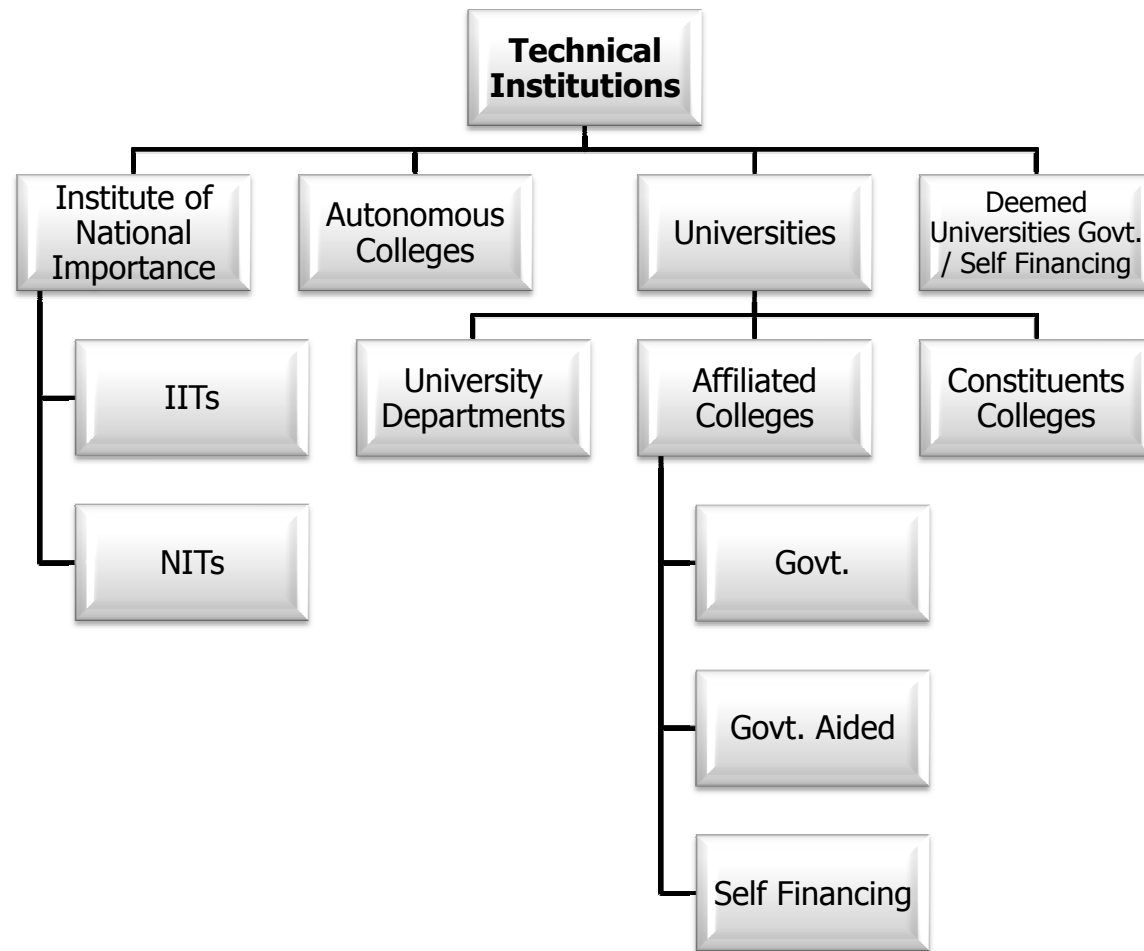 Technical
Institutions
Institute of
National
Importance
Autonomous
Colleges
Universities
Deemed
Universities Govt.
/ Self Financing
IITs
NITs
University
Departments
Affiliated
Colleges
Constituents
Colleges
Govt.
Govt. Aided
Self Financing